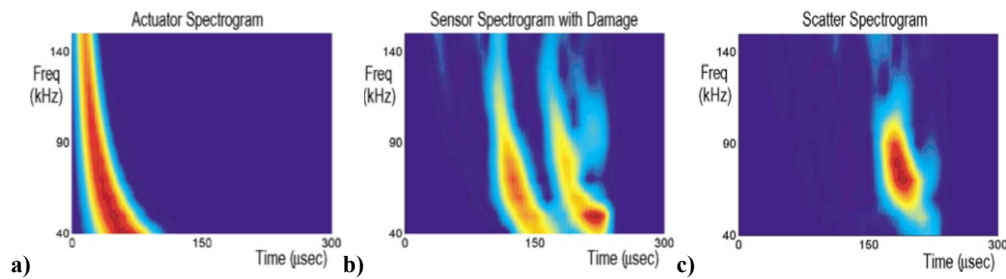 Actuator Spectrogram
140
Freq
(kHz)
90
40
0 150 300
Time (µsec)
a)
Sensor Spectrogram with Damage
140
Freq
(kHz)
90
40
0 150 300
Time (µsec)
b)
Scatter Spectrogram
140
Freq
(kHz)
90
40
0 150 300
Time (µsec)
c)